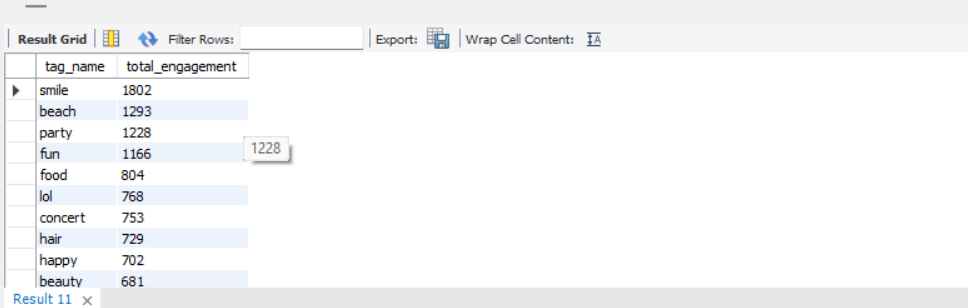 Result Grid Filter Rows: Export: Wrap Cell Content: IA
tag_name total_engagement
smile 1802
beach 1293
party 1228
fun 1166
1228
food 804
lol 768
concert 753
hair 729
happy 702
beauty 681
Result 11 ×